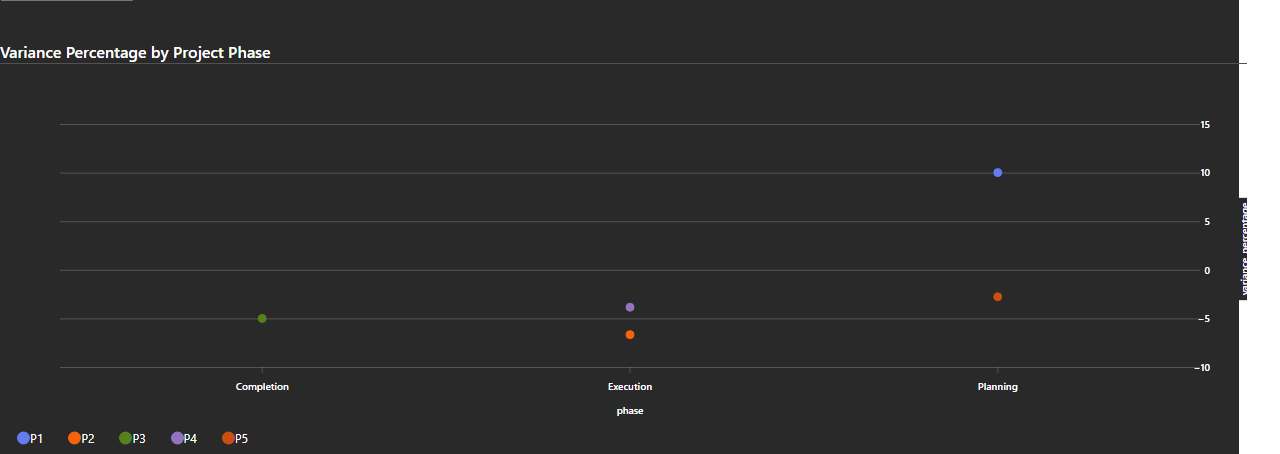 Variance Percentage by Project Phase
15
10
5
0
−5
−10
variance_percentage
Completion
Execution
Planning
phase
P1
P2
P3
P4
P5